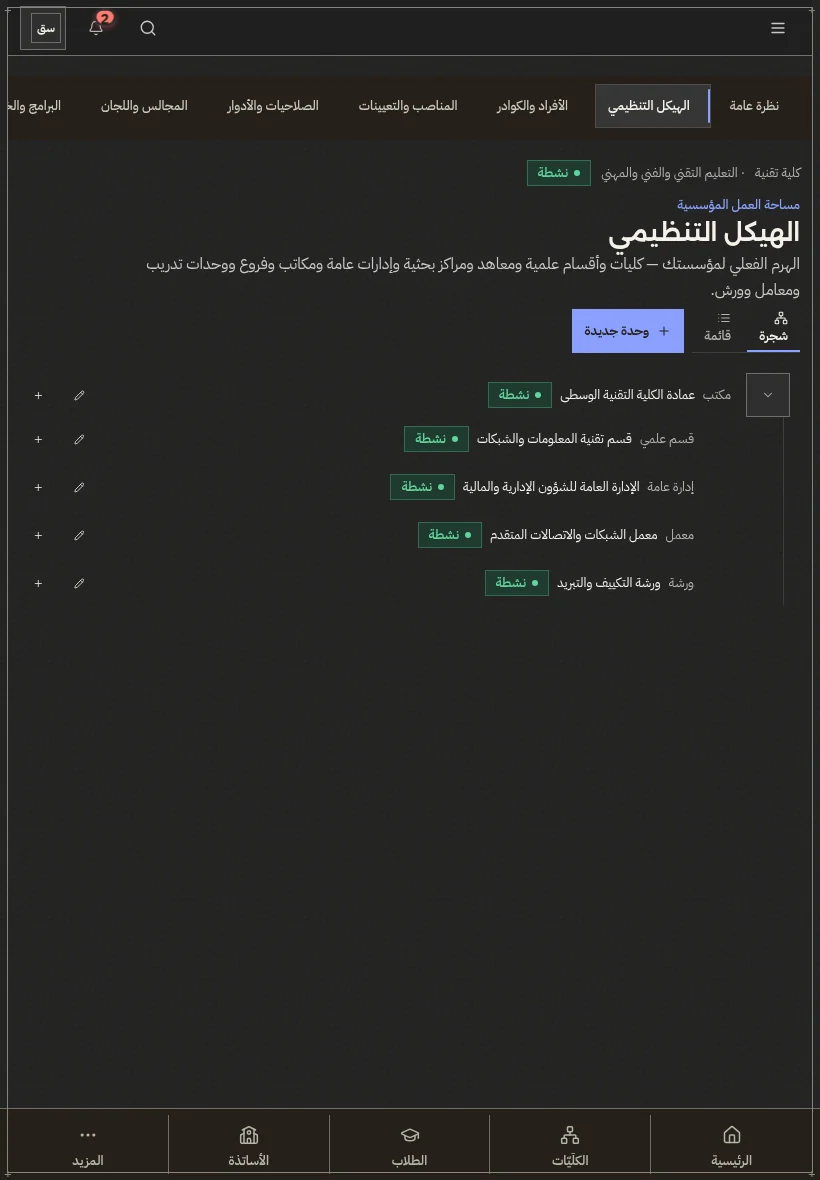 سق
2
نظرة عامة
الهيكل التنظيمي
الأفراد والكوادر
المناصب والتعيينات
الصلاحيات والأدوار
المجالس واللجان
البرامج والخ
كلية تقنية · التعليم التقني والفني والمهني
نشطة
مساحة العمل المؤسسية
الهيكل التنظيمي
الهرم الفعلي لمؤسستك — كليات وأقسام علمية ومعاهد ومراكز بحثية وإدارات عامة ومكاتب وفروع ووحدات تدريب
ومعامل وورش.
شجرة
قائمة
+ وحدة جديدة
مكتب عمادة الكلية التقنية الوسطى نشطة +
قسم علمي قسم تقنية المعلومات والشبكات نشطة +
إدارة عامة الإدارة العامة للشؤون الإدارية والمالية نشطة +
معمل معمل الشبكات والاتصالات المتقدم نشطة +
ورشة ورشة التكييف والتبريد نشطة +
الرئيسية
الكليّات
الطلاب
الأساتذة
المزيد